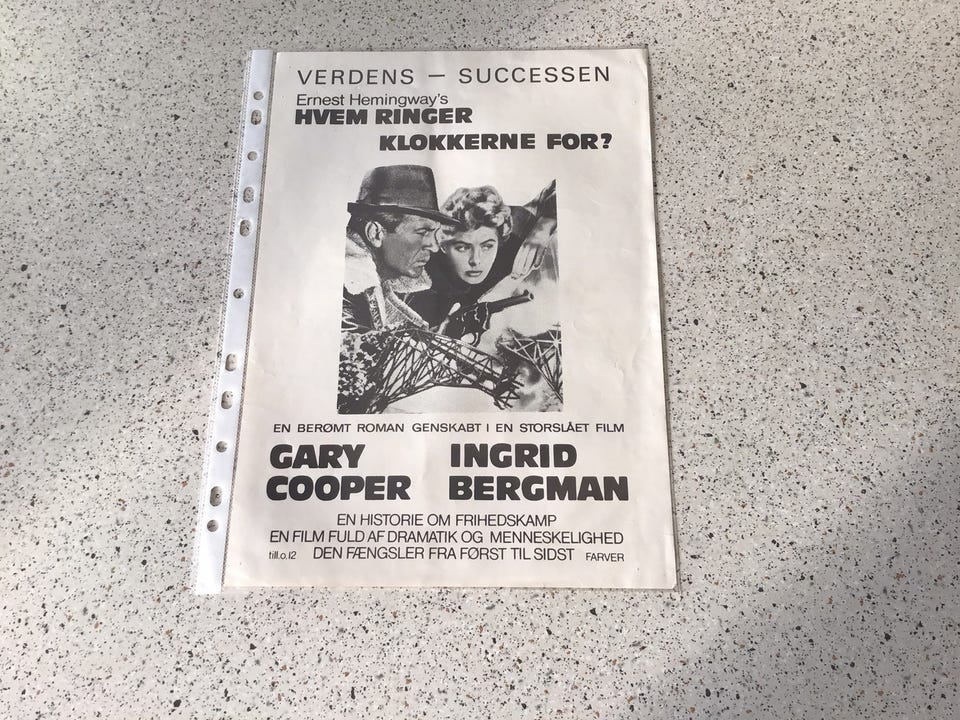 VERDENS – SUCCESSEN
Ernest Hemingway's
HVEM RINGER
KLOKKERNE FOR?
EN BERØMT ROMAN GENSKABT I EN STORSLÅET FILM
GARY INGRID
COOPER BERGMAN
EN HISTORIE OM FRIHEDSKAMP
EN FILM FULD AF DRAMATIK OG MENNESKELIGHED
till.o.12 DEN FÆNGSLER FRA FØRST TIL SIDST FARVER